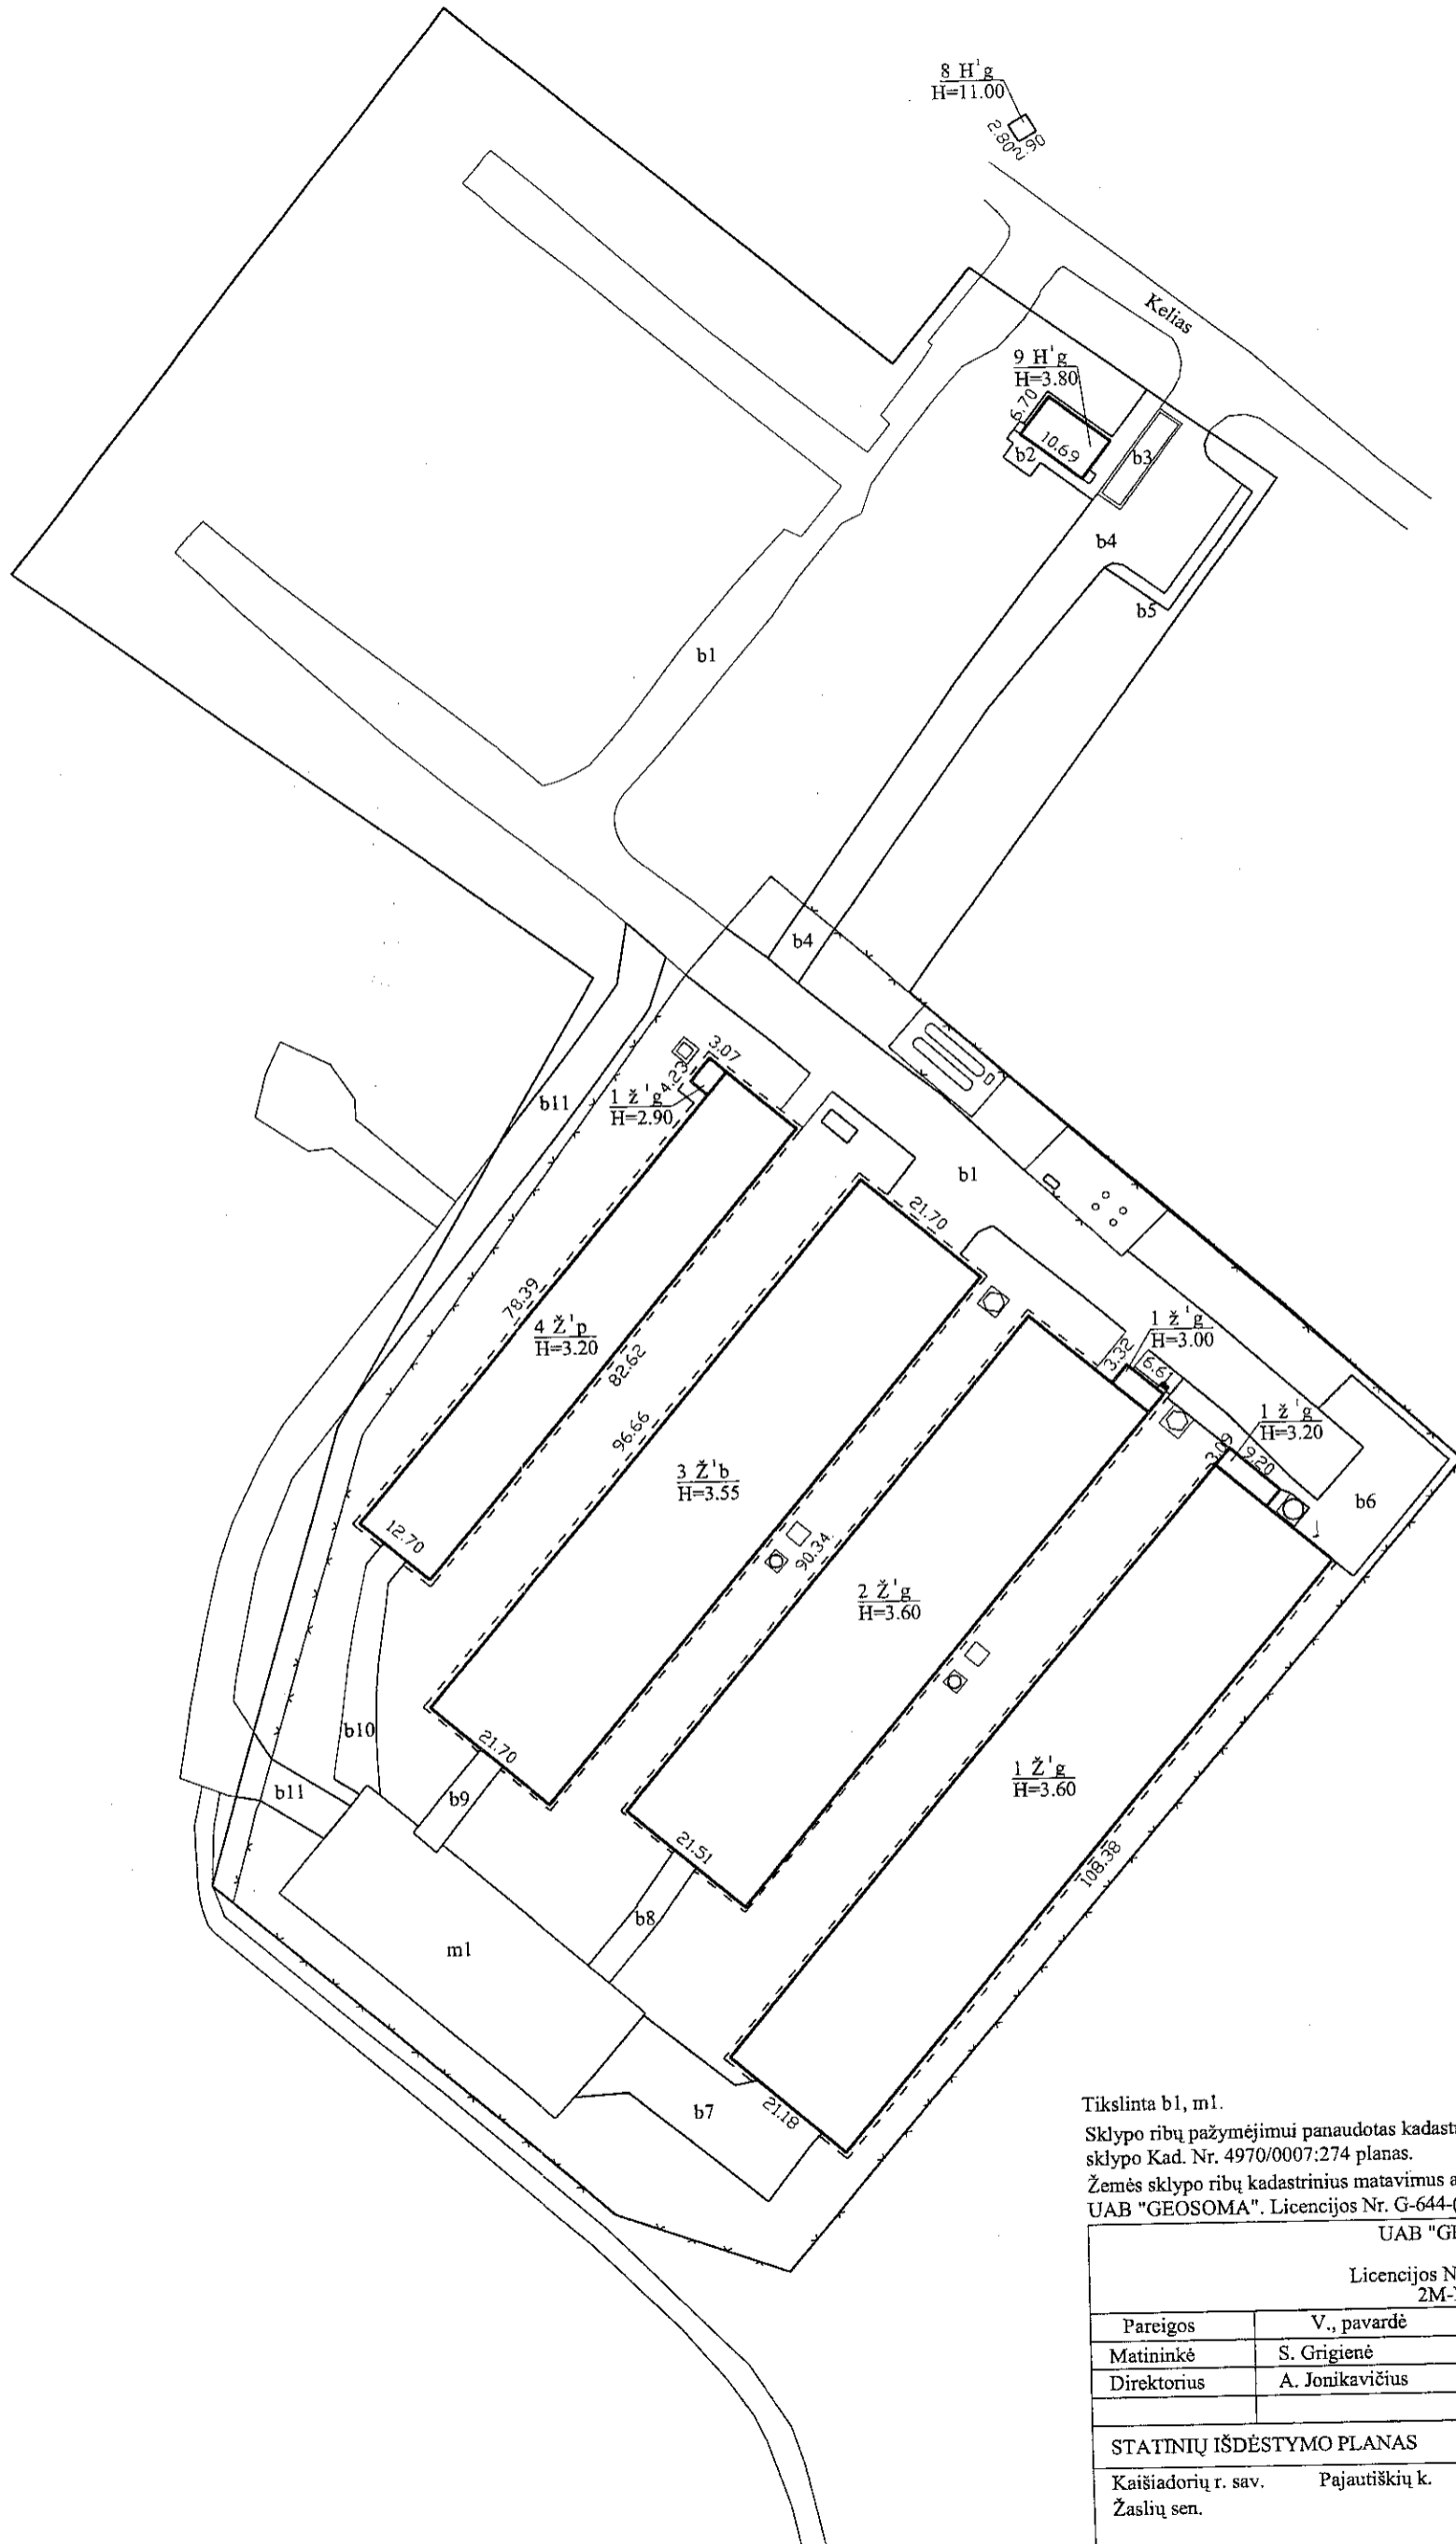 8 H'g
H=11.00
2.80
2.90
Kelias
9 H'g
H=3.80
6.70
10.69
b2
b3
b4
b5
b1
b4
3.07
4.23
1 ž'g
H=2.90
b11
b1
21.70
78.39
4 Ž'p
H=3.20
82.62
96.66
1 ž'g
H=3.00
3.32
6.61
1 ž'g
H=3.20
3.09
9.20
3 Ž'b
H=3.55
b6
12.70
90.34
2 Ž'g
H=3.60
b10
21.70
1 Ž'g
H=3.60
b11
b9
21.51
108.38
b8
m1
b7
21.18
Tikslinta b1, m1.
Sklypo ribų pažymėjimui panaudotas kadast
sklypo Kad. Nr. 4970/0007:274 planas.
Žemės sklypo ribų kadastrinius matavimus a
UAB "GEOSOMA". Licencijos Nr. G-644-(
UAB "G
Licencijos N
2M-
Pareigos V., pavardė
Matininkė S. Grigienė
Direktorius A. Jonikavičius
STATINIŲ IŠDĖSTYMO PLANAS
Kaišiadorių r. sav. Pajautiškių k.
Žaslių sen.